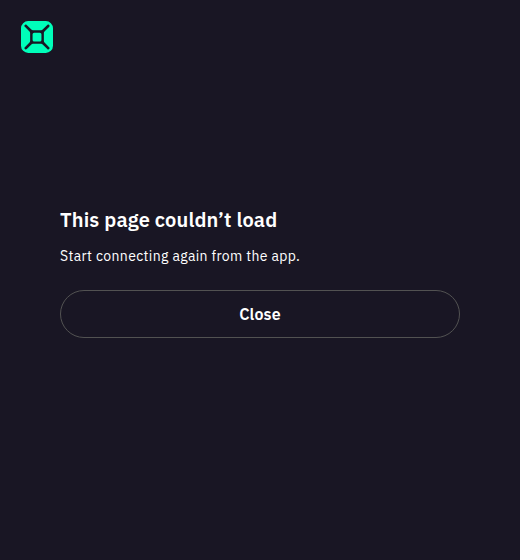 This page couldn’t load
Start connecting again from the app.
Close